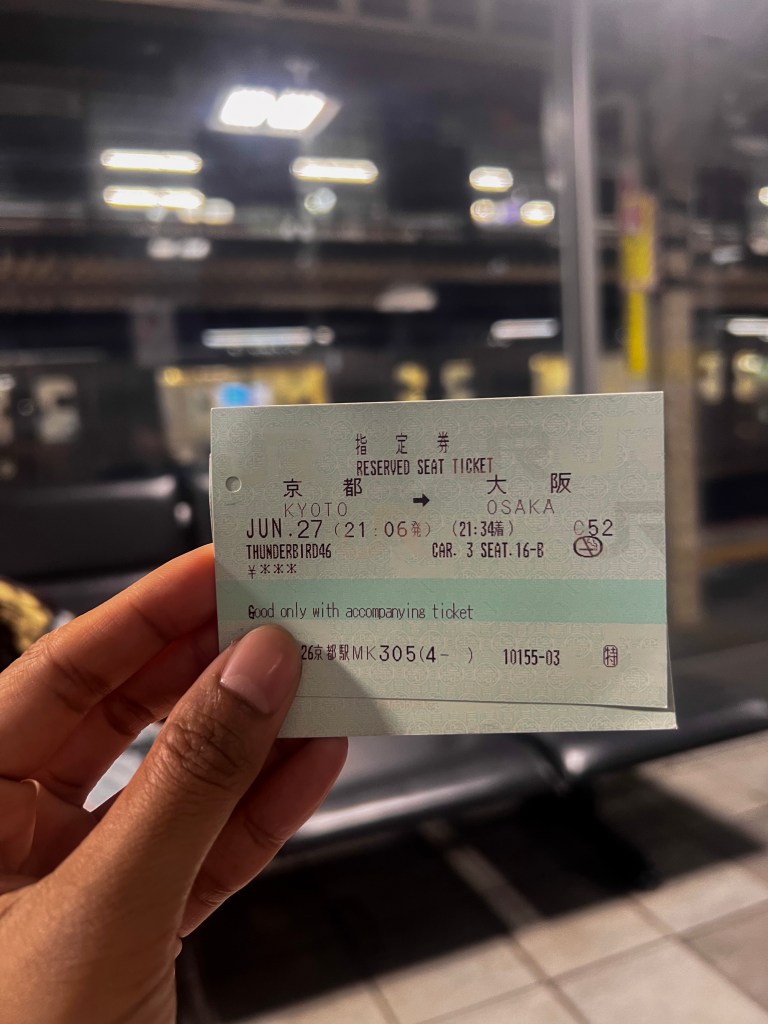 指定券
RESERVED SEAT TICKET
京都 → 大阪
KYOTO OSAKA
JUN.27 (21:06発) (21:34着) C52
THUNDERBIRD46 CAR. 3 SEAT.16-B
¥***
Good only with accompanying ticket
26京都駅MK305(4- ) 10155-03 特